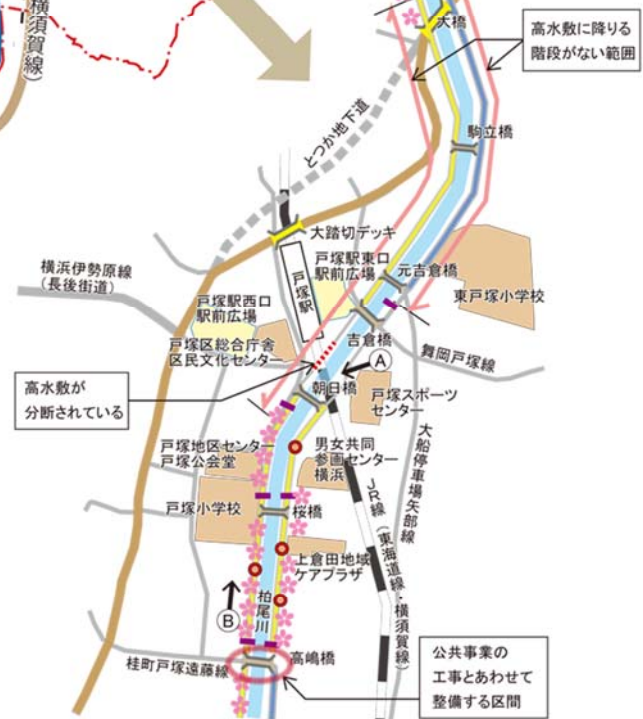 横須賀線)
大橋
高水敷に降りる
階段がない範囲
とつか地下道
駒立橋
大踏切デッキ
戸塚駅東口
駅前広場
元吉倉橋
東戸塚小学校
横浜伊勢原線
(長後街道)
戸塚駅
戸塚駅西口
駅前広場
吉倉橋
戸塚区総合庁舎
区民文化センター
A
舞岡戸塚線
高水敷が
分断されている
朝日橋
戸塚スポーツ
センター
大船停車場矢部線
戸塚地区センター
戸塚公会堂
男女共同
参画センター
横浜
JR線(東海道線・横須賀線)
戸塚小学校
桜橋
上倉田地域
ケアプラザ
柏尾川
B
桂町戸塚遠藤線
高嶋橋
公共事業の
工事とあわせて
整備する区間